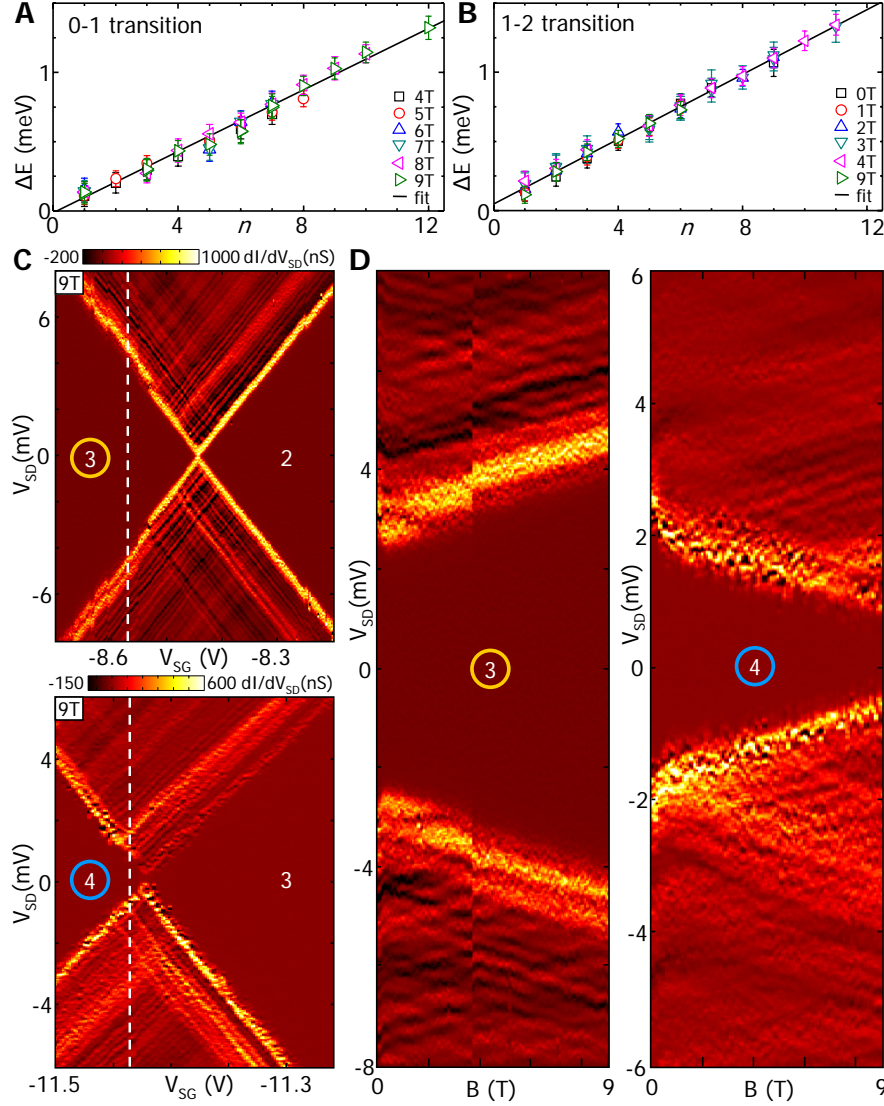 A
0-1 transition
ΔE (meV)
1
0
0
4
8
12
n
4T
5T
6T
7T
8T
9T
fit
B
1-2 transition
ΔE (meV)
1
0
0
4
8
12
n
0T
1T
2T
3T
4T
9T
fit
C
-200
1000 dI/dV_SD(nS)
9T
V_SD(mV)
6
0
-6
3
2
-8.6
V_SG (V)
-8.3
-150
600 dI/dV_SD(nS)
9T
V_SD(mV)
4
0
-4
4
3
-11.5
V_SG (V)
-11.3
D
V_SD(mV)
4
0
-4
-8
3
0
B (T)
9
V_SD(mV)
6
4
2
0
-2
-4
-6
4
0
B (T)
9